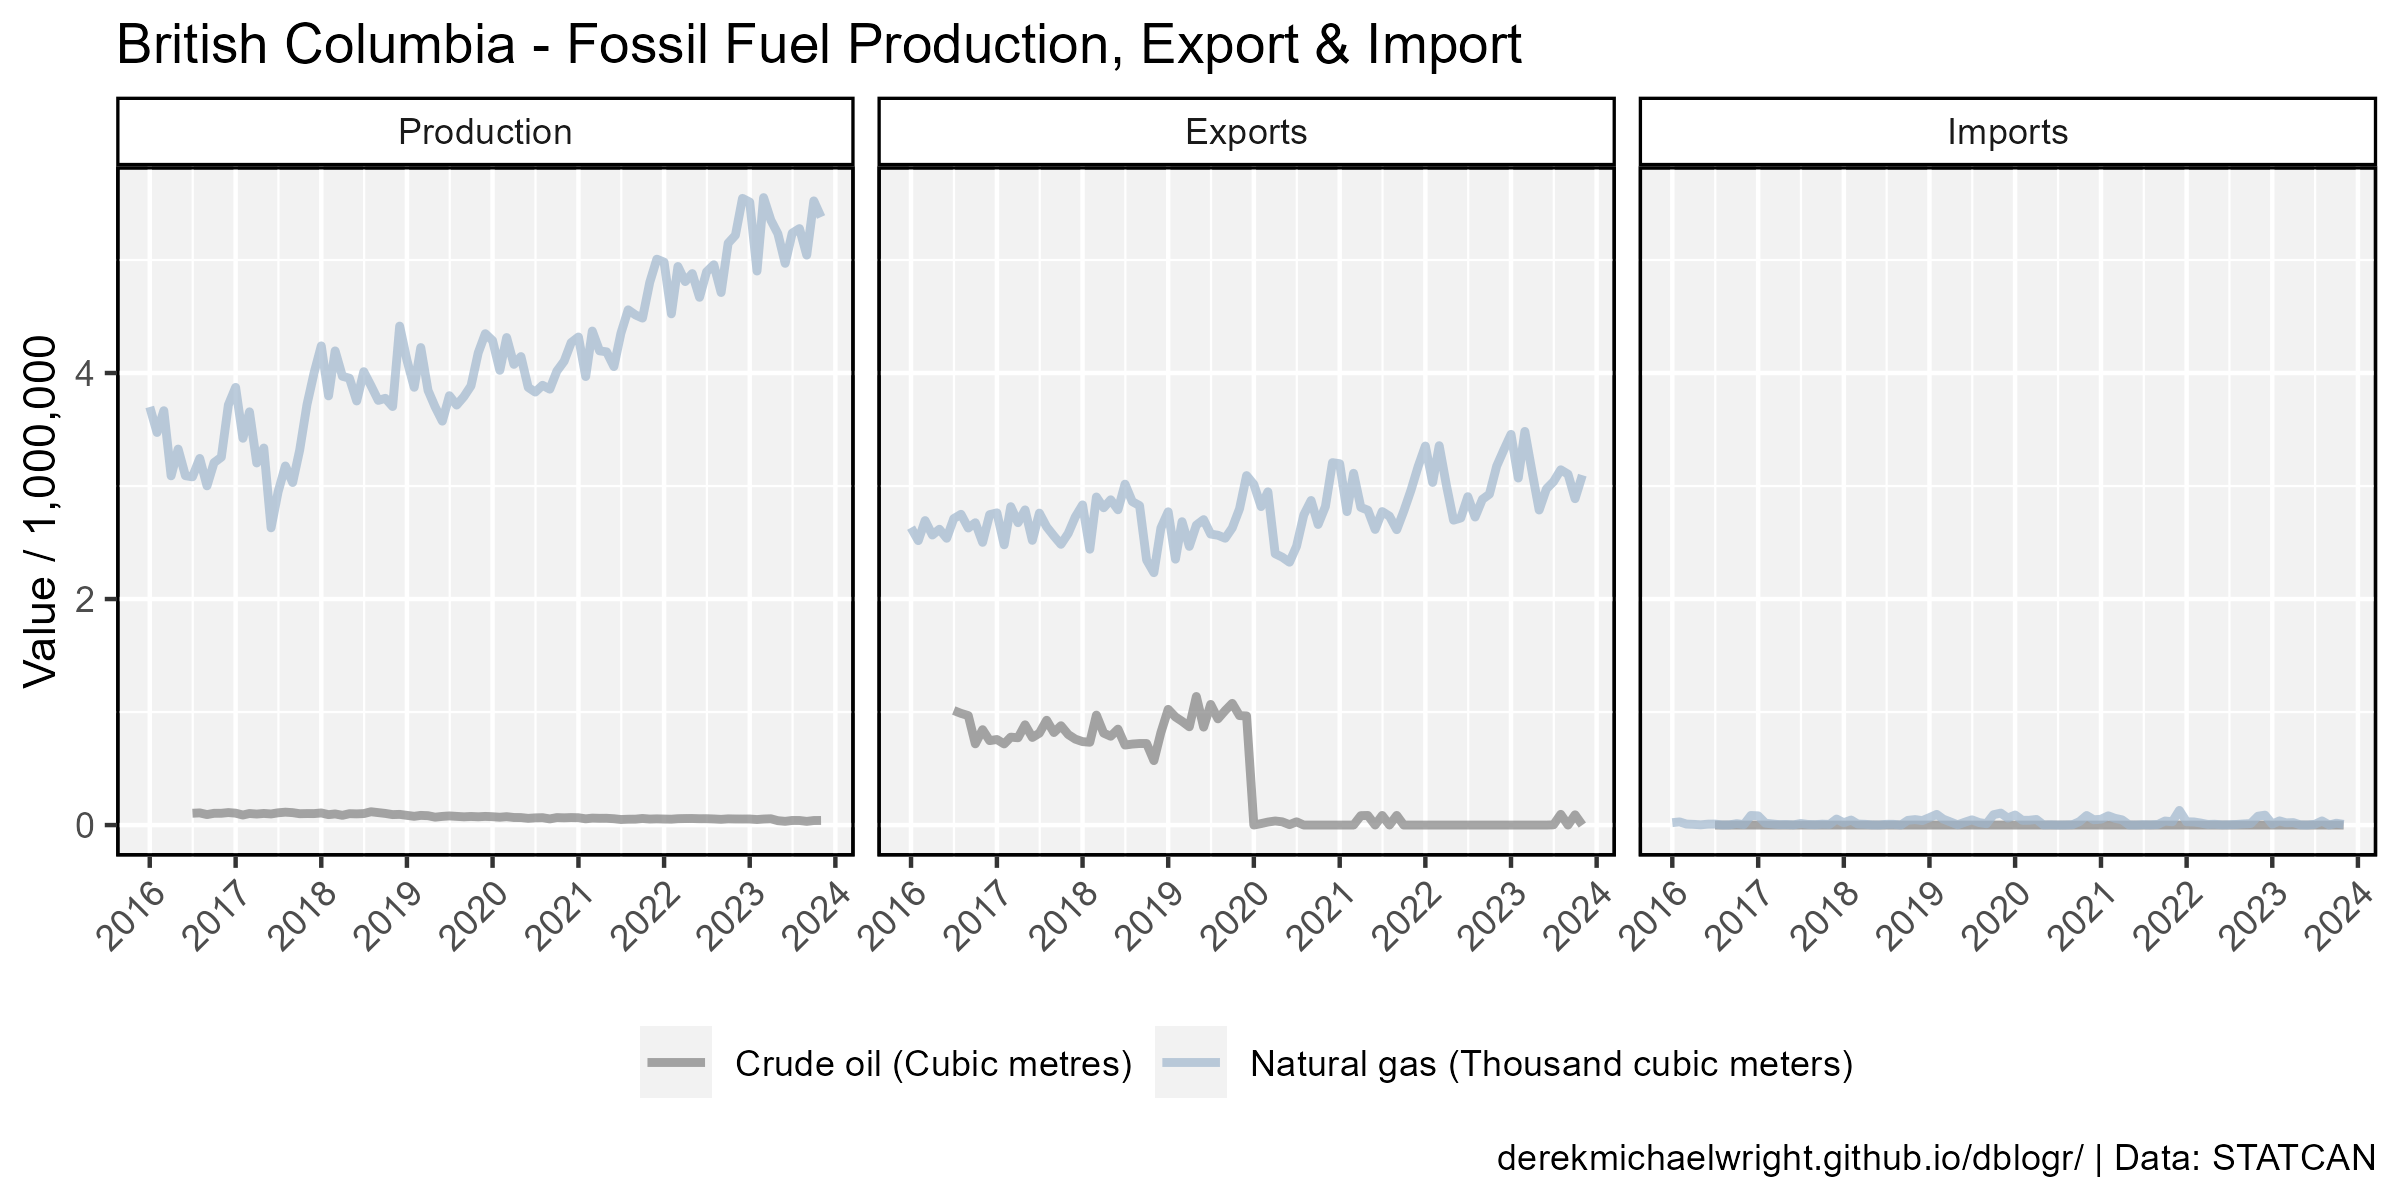 British Columbia - Fossil Fuel Production, Export & Import
Production
Exports
Imports
Value / 1,000,000
4
2
0
2016 2017 2018 2019 2020 2021 2022 2023 2024
2016 2017 2018 2019 2020 2021 2022 2023 2024
2016 2017 2018 2019 2020 2021 2022 2023 2024
Crude oil (Cubic metres)
Natural gas (Thousand cubic meters)
derekmichaelwright.github.io/dblogr/ | Data: STATCAN